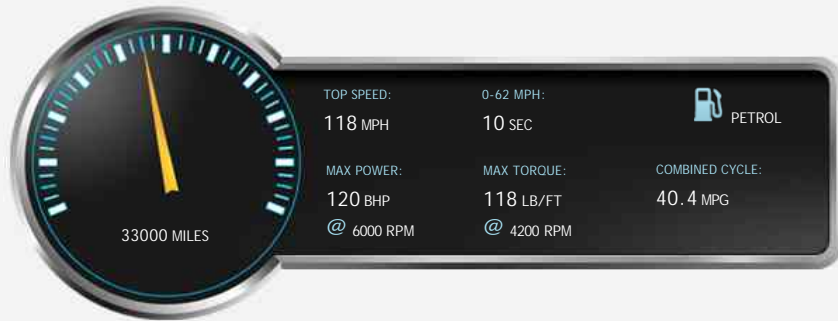 33000 MILES
TOP SPEED:
118 MPH
0-62 MPH:
10 SEC
PETROL
MAX POWER:
120 BHP
@ 6000 RPM
MAX TORQUE:
118 LB/FT
@ 4200 RPM
COMBINED CYCLE:
40.4 MPG